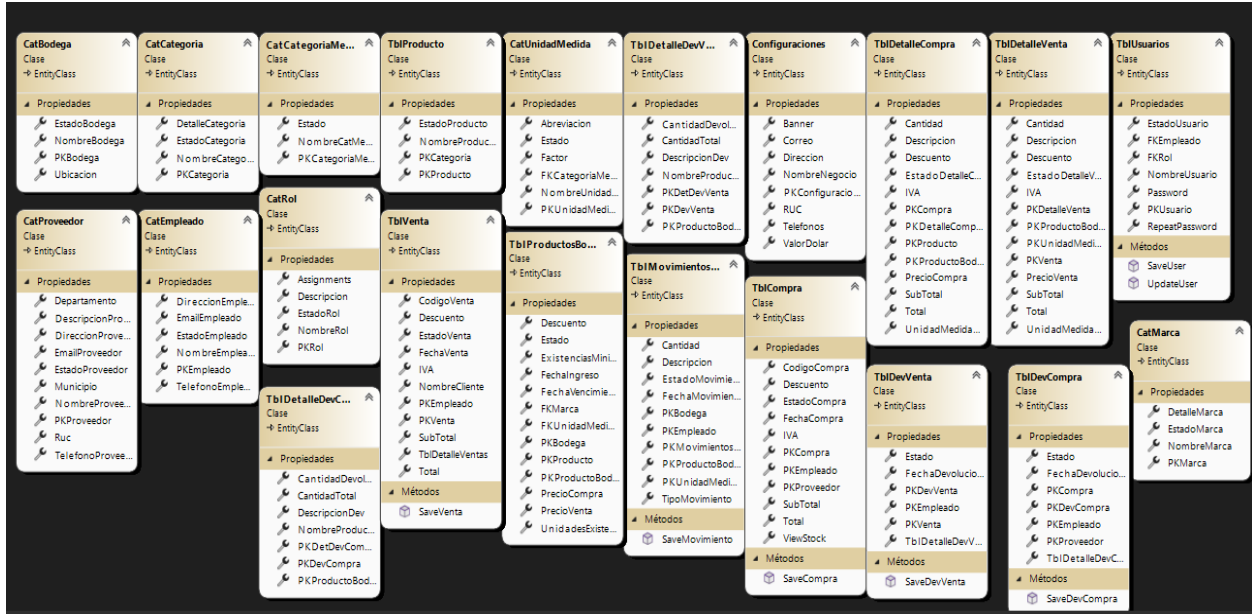 CatBodega
Clase
EntityClass
Propiedades
EstadoBodega
NombreBodega
PKBodega
Ubicacion
CatCategoria
Clase
EntityClass
Propiedades
DetalleCategoria
EstadoCategoria
NombreCatego...
PKCategoria
CatCategoriaMe...
Clase
EntityClass
Propiedades
Estado
NombreCatMe...
PKCategoriaMe...
TblProducto
Clase
EntityClass
Propiedades
EstadoProducto
NombreProduc...
PKCategoria
PKProducto
CatUnidadMedida
Clase
EntityClass
Propiedades
Abreviacion
Estado
Factor
FKCategoriaMe...
NombreUnidad...
PKUnidadMedi...
TblDetalleDevV...
Clase
EntityClass
Propiedades
CantidadDevol...
CantidadTotal
DescripcionDev
NombreProduc...
PKDetDevVenta
PKDevVenta
PKProductoBod...
Configuraciones
Clase
EntityClass
Propiedades
Banner
Correo
Direccion
NombreNegocio
PKConfiguracio...
RUC
Telefonos
ValorDolar
TblDetalleCompra
Clase
EntityClass
Propiedades
Cantidad
Descripcion
Descuento
EstadoDetalleC...
IVA
PKCompra
PKDetalleComp...
PKProducto
PKProductoBod...
PrecioCompra
SubTotal
Total
UnidadMedida...
TblDetalleVenta
Clase
EntityClass
Propiedades
Cantidad
Descripcion
Descuento
EstadoDetalleV...
IVA
PKDetalleVenta
PKProductoBod...
PKUnidadMedi...
PKVenta
PrecioVenta
SubTotal
Total
UnidadMedida...
TblUsuarios
Clase
EntityClass
Propiedades
EstadoUsuario
FKEmpleado
FKRol
NombreUsuario
Password
PKUsuario
RepeatPassword
Métodos
SaveUser
UpdateUser
CatProveedor
Clase
EntityClass
Propiedades
Departamento
DescripcionPro...
DireccionProve...
EmailProveedor
EstadoProveedor
Municipio
NombreProvee...
PKProveedor
Ruc
TelefonoProvee...
CatEmpleado
Clase
EntityClass
Propiedades
DireccionEmple...
EmailEmpleado
EstadoEmpleado
NombreEmplea...
PKEmpleado
TelefonoEmple...
CatRol
Clase
EntityClass
Propiedades
Assignments
Descripcion
EstadoRol
NombreRol
PKRol
TblVenta
Clase
EntityClass
Propiedades
CodigoVenta
Descuento
EstadoVenta
FechaVenta
IVA
NombreCliente
PKEmpleado
PKVenta
SubTotal
TblDetalleVentas
Total
Métodos
SaveVenta
TblProductosBo...
Clase
EntityClass
Propiedades
Descuento
Estado
ExistenciasMini...
FechaIngreso
FechaVencimie...
FKMarca
FKUnidadMedi...
PKBodega
PKProducto
PKProductoBod...
PrecioCompra
PrecioVenta
UnidadesExiste...
TblMovimientos...
Clase
EntityClass
Propiedades
Cantidad
Descripcion
EstadoMovimie...
FechaMovimien...
PKBodega
PKEmpleado
PKMovimientos...
PKProductoBod...
PKUnidadMedi...
TipoMovimiento
Métodos
SaveMovimiento
TblCompra
Clase
EntityClass
Propiedades
CodigoCompra
Descuento
EstadoCompra
FechaCompra
IVA
PKCompra
PKEmpleado
PKProveedor
SubTotal
Total
ViewStock
Métodos
SaveCompra
CatMarca
Clase
EntityClass
Propiedades
DetalleMarca
EstadoMarca
NombreMarca
PKMarca
TblDetalleDevC...
Clase
EntityClass
Propiedades
CantidadDevol...
CantidadTotal
DescripcionDev
NombreProduc...
PKDetDevCom...
PKDevCompra
PKProductoBod...
TblDevVenta
Clase
EntityClass
Propiedades
Estado
FechaDevolucio...
PKDevVenta
PKEmpleado
PKVenta
TblDetalleDevV...
Métodos
SaveDevVenta
TblDevCompra
Clase
EntityClass
Propiedades
Estado
FechaDevolucio...
PKCompra
PKDevCompra
PKEmpleado
PKProveedor
TblDetalleDevC...
Métodos
SaveDevCompra